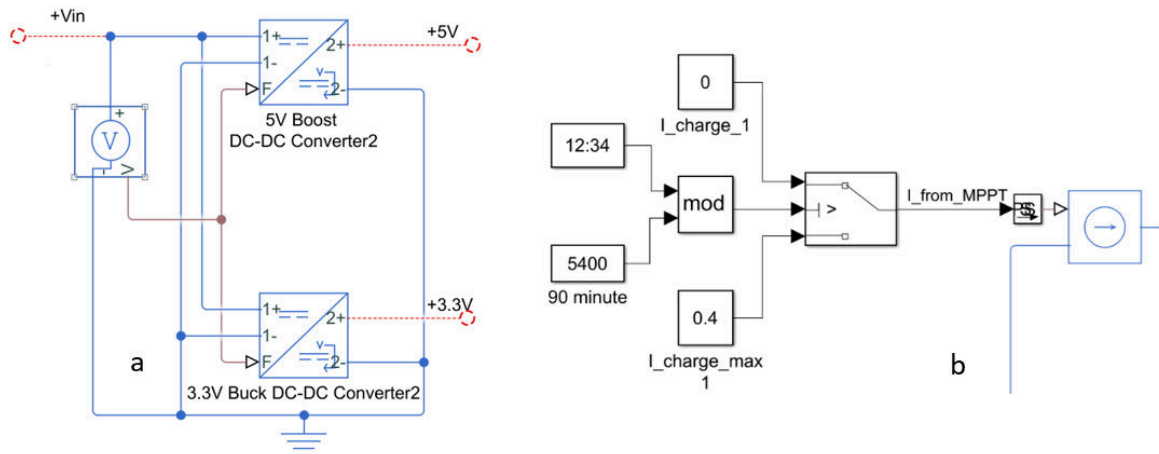 +Vin
+5V
1+
2+
1-
V
F
2-
5V Boost
DC-DC Converter2
+
V
-
V
+3.3V
1+
2+
1-
V
F
2-
3.3V Buck DC-DC Converter2
a
0
I_charge_1
12:34
mod
5400
90 minute
>
I_from_MPPT
0.4
I_charge_max
1
b